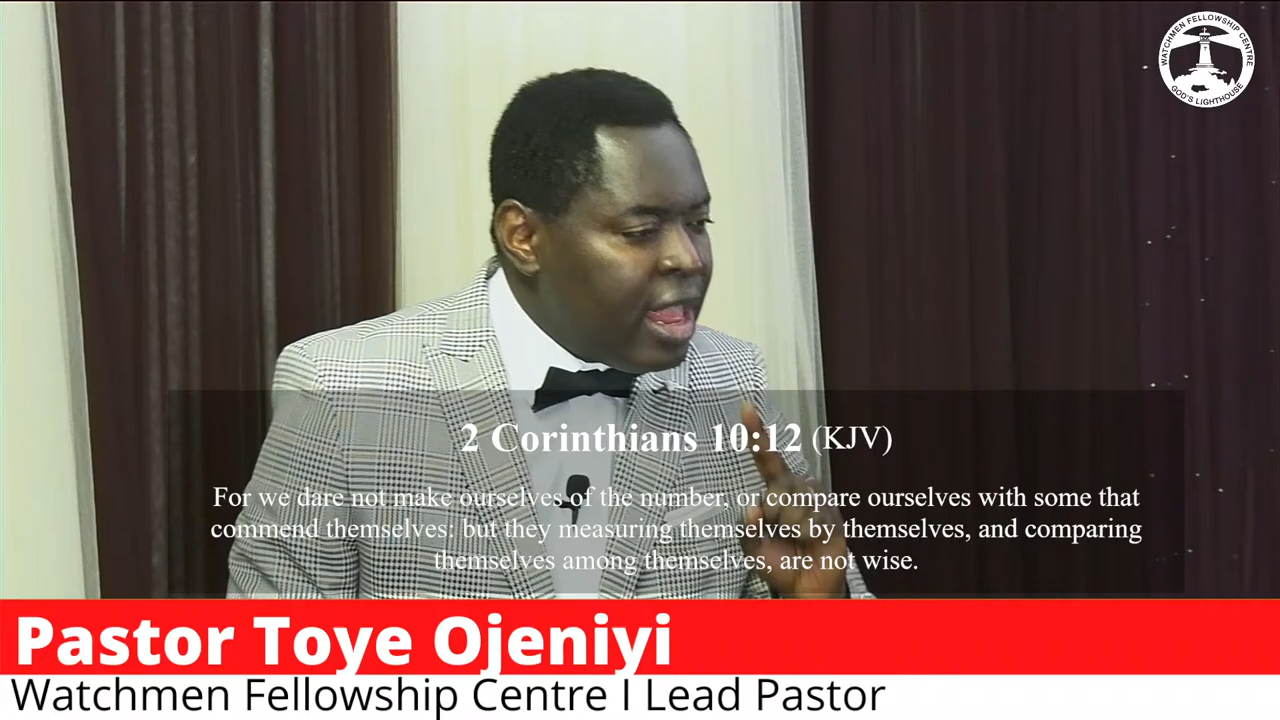 WATCHMEN FELLOWSHIP CENTRE
GOD'S LIGHTHOUSE
2 Corinthians 10:12 (KJV)
For we dare not make ourselves of the number, or compare ourselves with some that
commend themselves: but they measuring themselves by themselves, and comparing
themselves among themselves, are not wise.
Pastor Toye Ojeniyi
Watchmen Fellowship Centre I Lead Pastor